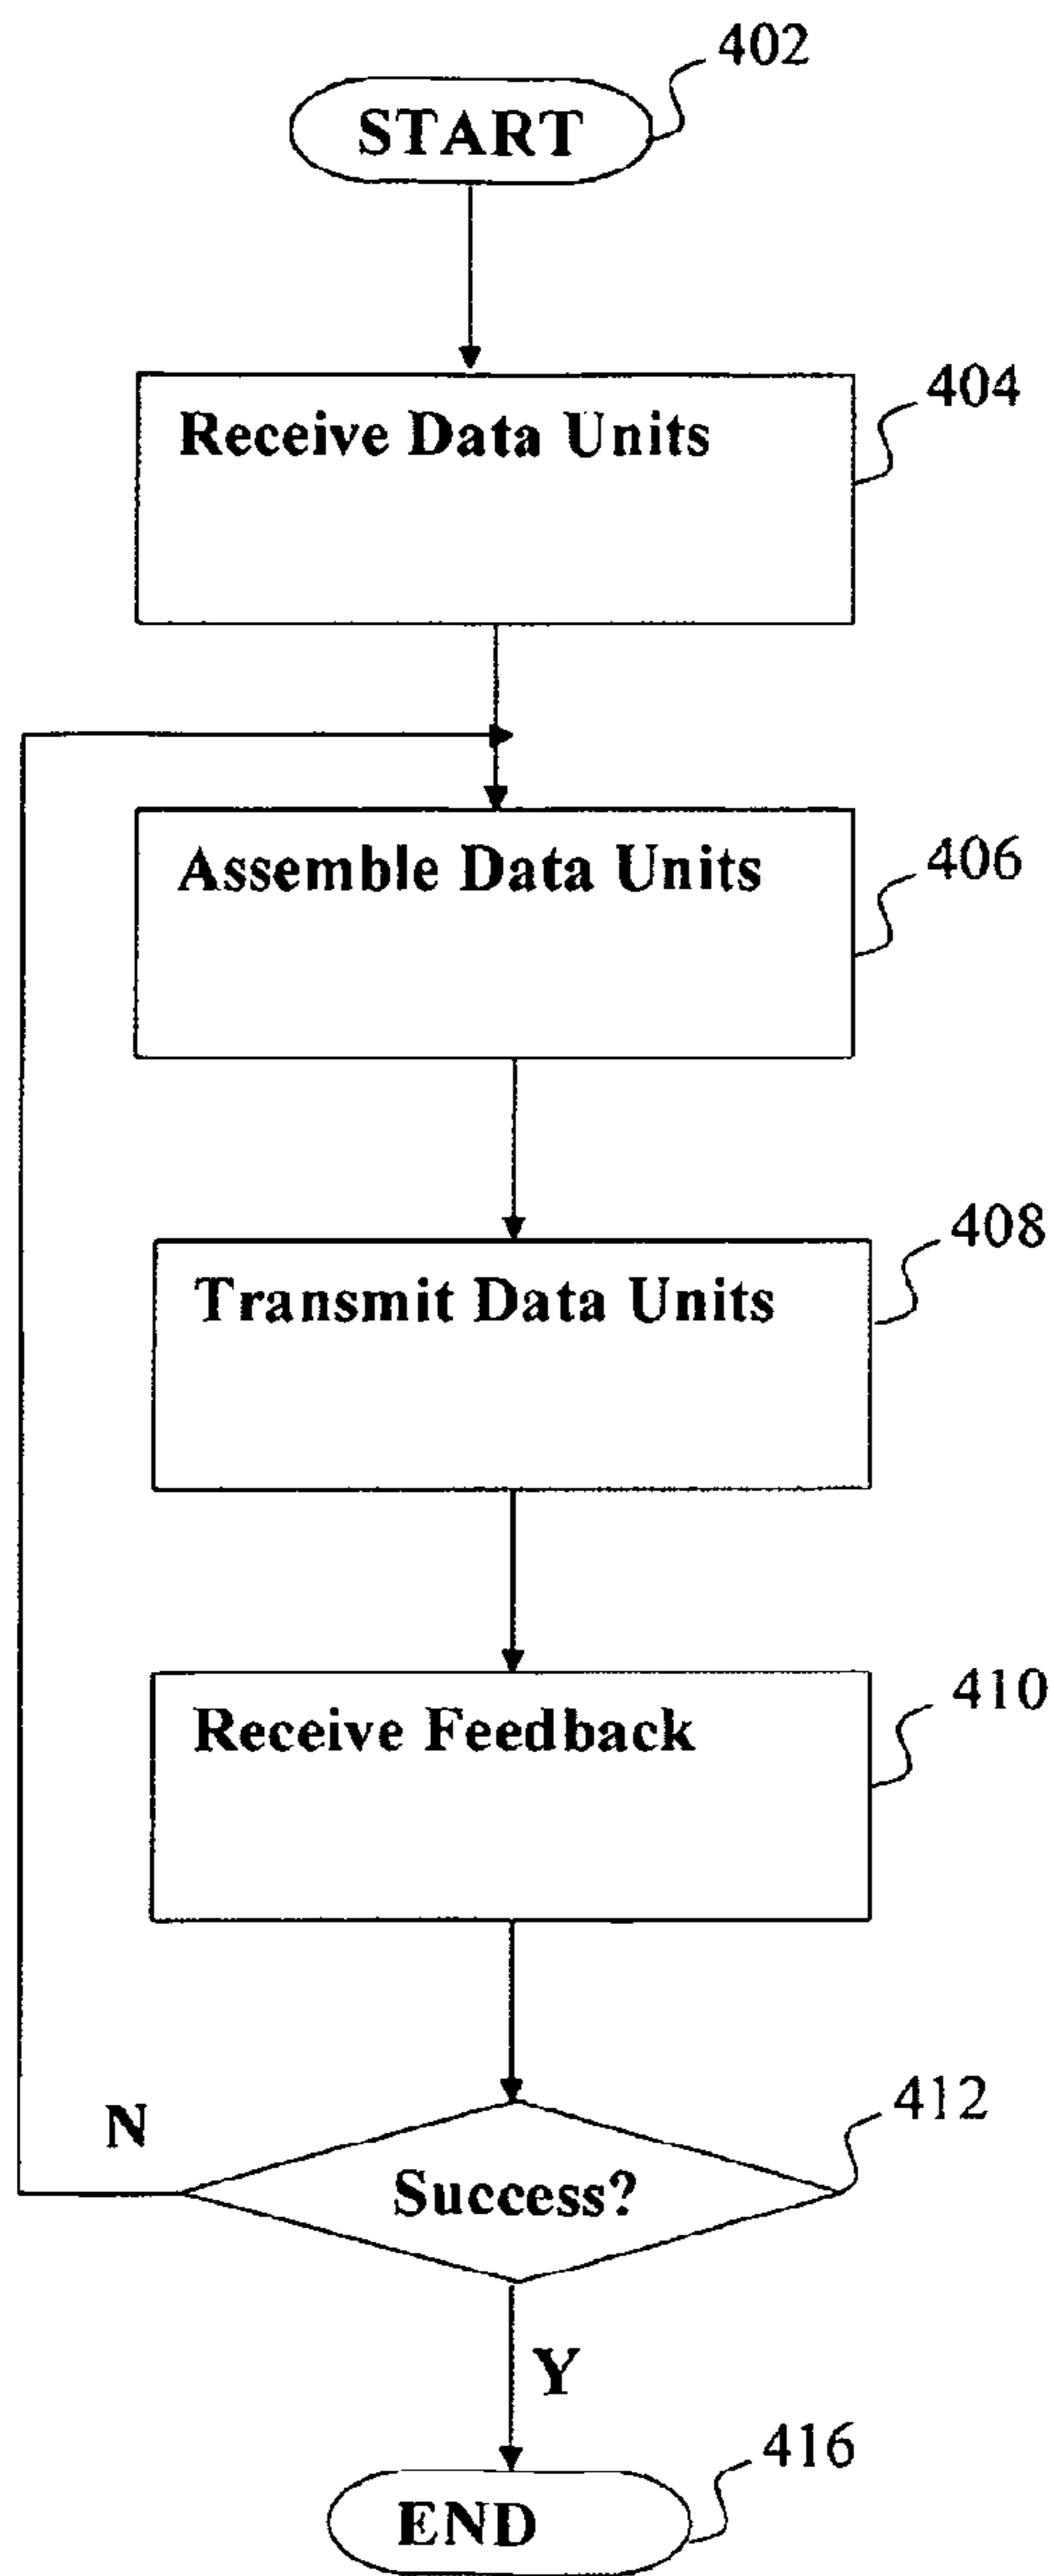 402
START
404
Receive Data Units
406
Assemble Data Units
408
Transmit Data Units
410
Receive Feedback
412
N
Success?
Y
416
END